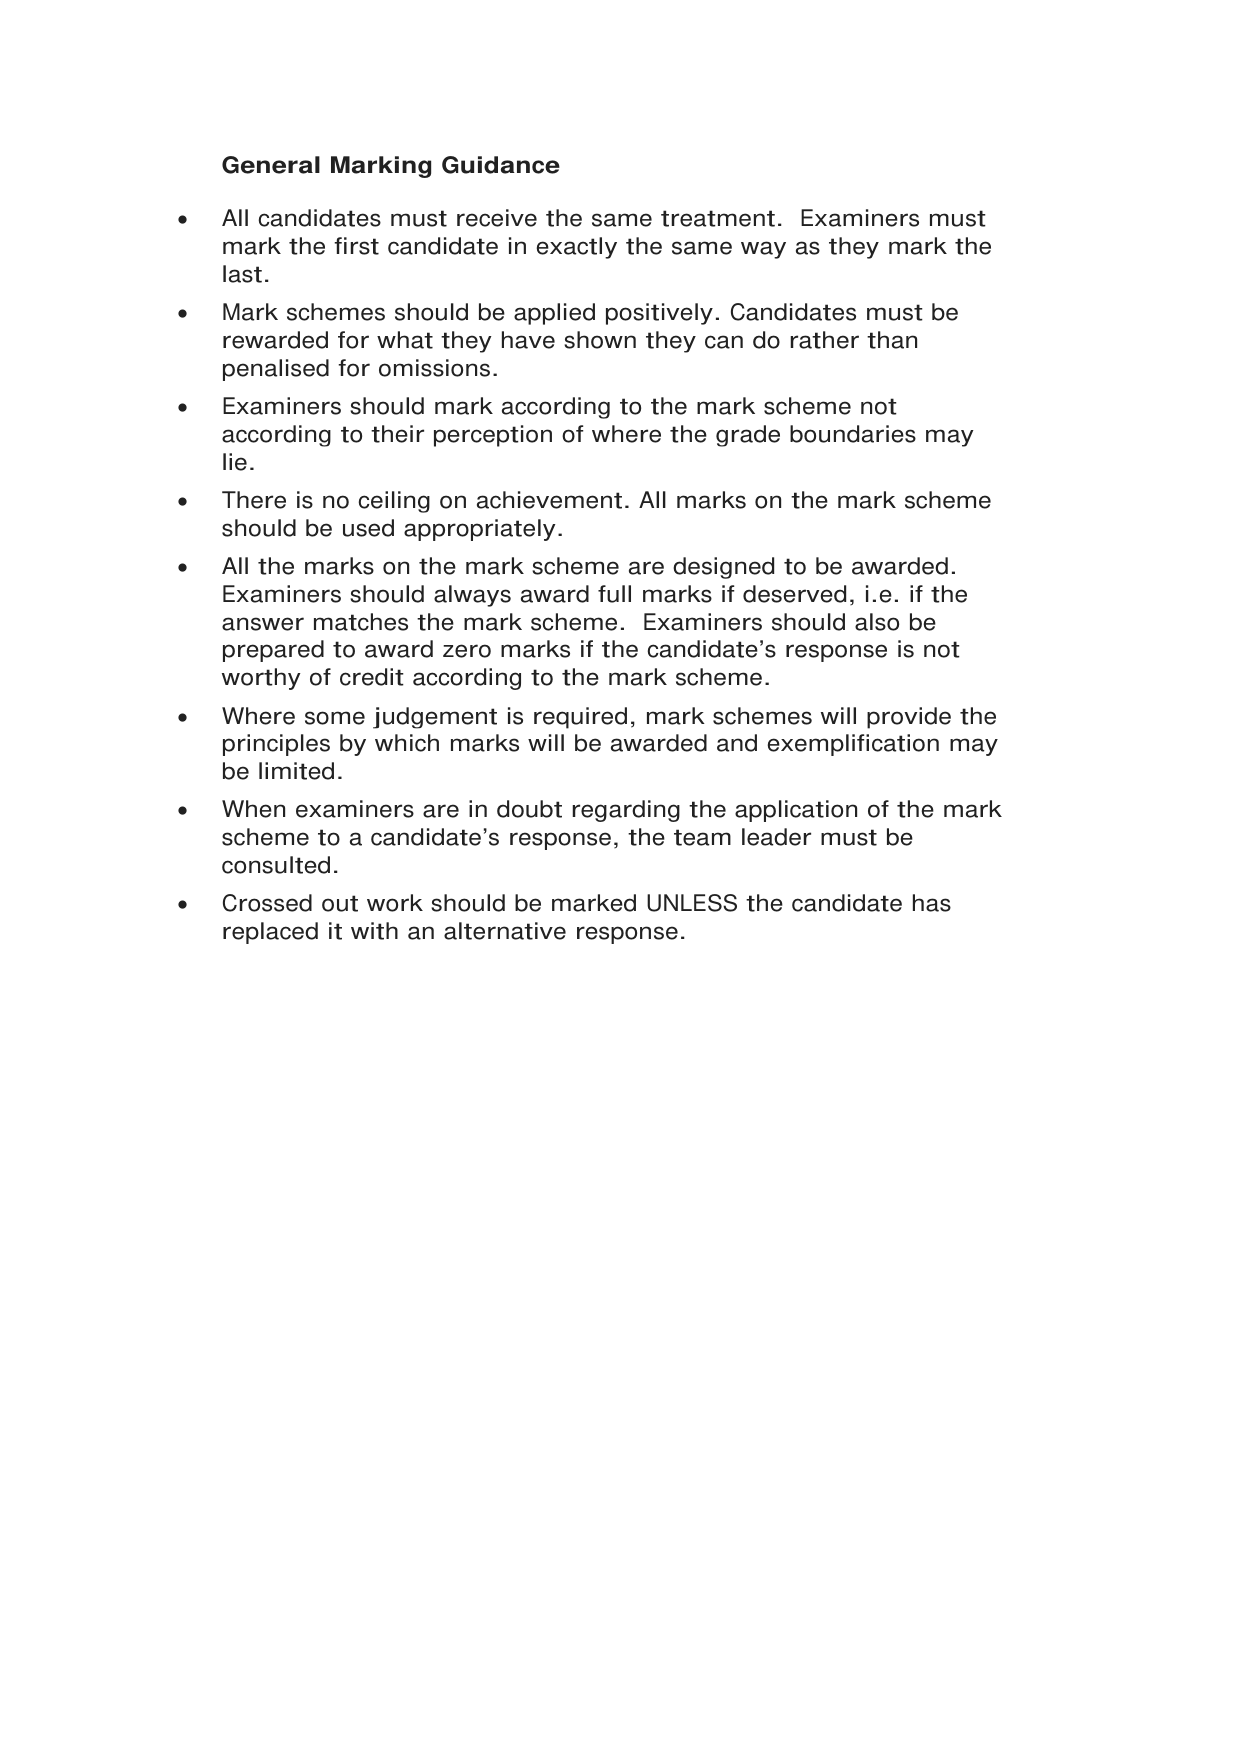 General Marking Guidance
• All candidates must receive the same treatment.  Examiners must
mark the first candidate in exactly the same way as they mark the
last.
• Mark schemes should be applied positively. Candidates must be
rewarded for what they have shown they can do rather than
penalised for omissions.
• Examiners should mark according to the mark scheme not
according to their perception of where the grade boundaries may
lie.
• There is no ceiling on achievement. All marks on the mark scheme
should be used appropriately.
• All the marks on the mark scheme are designed to be awarded.
Examiners should always award full marks if deserved, i.e. if the
answer matches the mark scheme.  Examiners should also be
prepared to award zero marks if the candidate’s response is not
worthy of credit according to the mark scheme.
• Where some judgement is required, mark schemes will provide the
principles by which marks will be awarded and exemplification may
be limited.
• When examiners are in doubt regarding the application of the mark
scheme to a candidate’s response, the team leader must be
consulted.
• Crossed out work should be marked UNLESS the candidate has
replaced it with an alternative response.